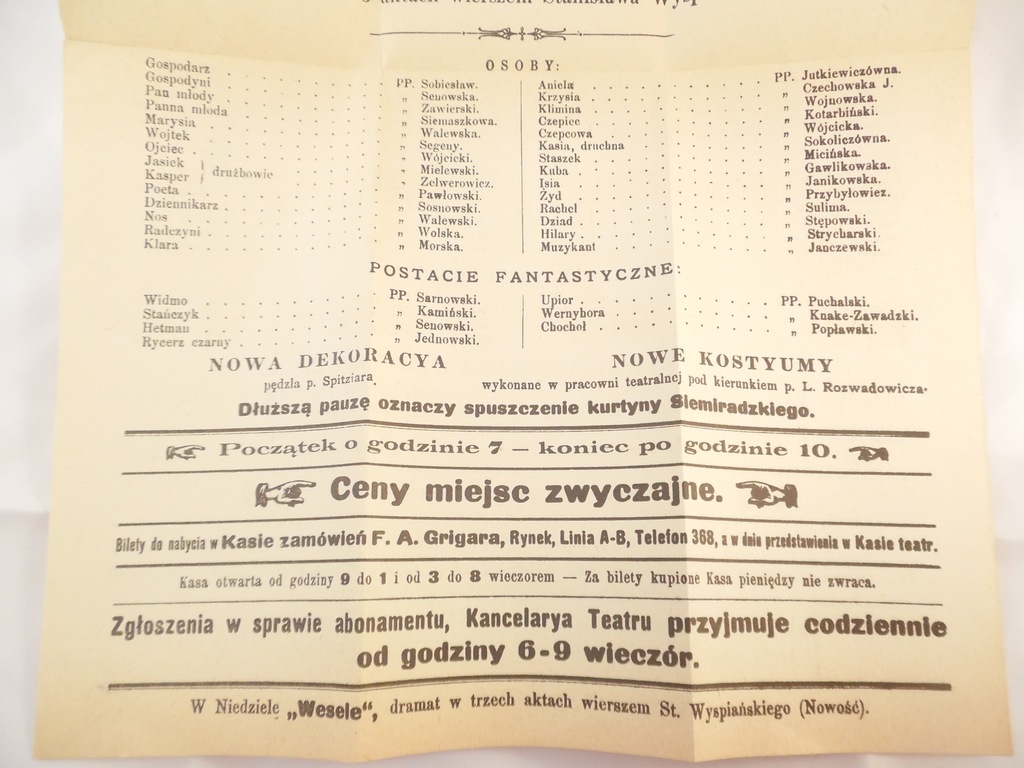 aktach wierszem Stanisława Wysp
OSOBY:
Gospodarz . . . . PP. Sobiesław.
Gospodyni . . . . „ Senowska.
Pan młody . . . . „ Zawierski.
Panna młoda . . . . „ Siemaszkowa.
Marysia . . . . „ Walewska.
Wojtek . . . . „ Segeny.
Ojciec . . . . „ Wójcicki.
Jasiek } drużbowie . . . . „ Mielewski.
Kasper } . . . . „ Zelwerowicz.
Poeta . . . . „ Pawłowski.
Dziennikarz . . . . „ Sosnowski.
Nos . . . . „ Walewski.
Radczyni . . . . „ Wolska.
Klara . . . . „ Morska.
Aniela . . . . PP. Jutkiewiczówna.
Krzysia . . . . „ Czechowska J.
Klimina . . . . „ Wojnowska.
Czepiec . . . . „ Kotarbiński.
Czepcowa . . . . „ Wójcicka.
Kasia, druchna . . . . „ Sokoliczówna.
Staszek . . . . „ Micińska.
Kuba . . . . „ Gawlikowska.
Isia . . . . „ Janikowska.
Żyd . . . . „ Przybyłowiez.
Rachel . . . . „ Sulima.
Dziad . . . . „ Stępowski.
Hilary . . . . „ Strycharski.
Muzykant . . . . „ Janczewski.
POSTACIE FANTASTYCZNE:
Widmo . . . . PP. Sarnowski.
Stańczyk . . . . „ Kamiński.
Hetman . . . . „ Senowski.
Rycerz czarny . . . . „ Jednowski.
Upior . . . . PP. Puchalski.
Wernyhora . . . . „ Knake-Zawadzki.
Chochoł . . . . „ Popławski.
NOWA DEKORACYA
pędzla p. Spitziara.
NOWE KOSTYUMY
wykonane w pracowni teatralnej pod kierunkiem p. L. Rozwadowicza.
Dłuższą pauzę oznaczy spuszczenie kurtyny Siemiradzkiego.
Początek o godzinie 7 — koniec po godzinie 10.
Ceny miejsc zwyczajne.
Bilety do nabycia w Kasie zamówień F. A. Grigara, Rynek, Linia A-B, Telefon 368, a w dniu przedstawienia w Kasie teatr.
Kasa otwarta od godziny 9 do 1 i od 3 do 8 wieczorem — Za bilety kupione Kasa pieniędzy nie zwraca.
Zgłoszenia w sprawie abonamentu, Kancelarya Teatru przyjmuje codziennie
od godziny 6-9 wieczór.
W Niedzielę „Wesele“, dramat w trzech aktach wierszem St. Wyspiańskiego (Nowość).